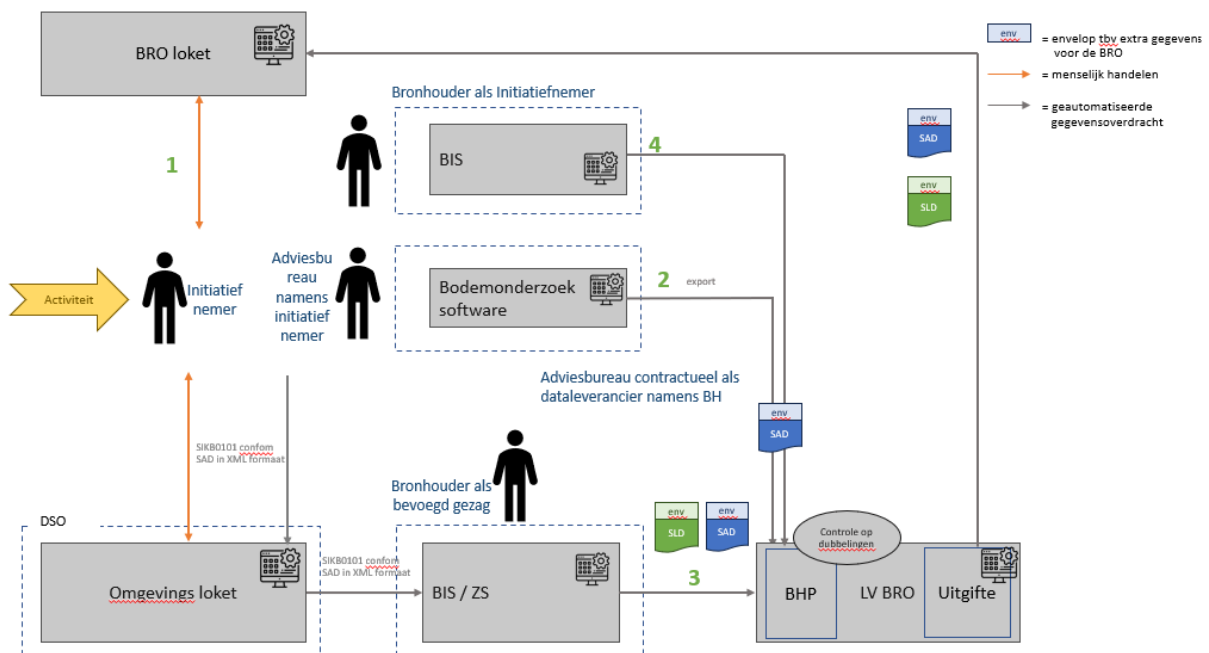 BRO loket
env
= envelop tbv extra gegevens
voor de BRO
= menselijk handelen
= geautomatiseerde
gegevensoverdracht
Bronhouder als Initiatiefnemer
BIS
4
env
SAD
env
SLD
1
Activiteit
Initiatief
nemer
Adviesbu
reau
namens
initiatief
nemer
Bodemonderzoek
software
2
export
Adviesbureau contractueel als
dataleverancier namens BH
env
SAD
SIKB0101 confom
SAD in XML formaat
Bronhouder als
bevoegd gezag
env
SLD
env
SAD
DSO
Omgevings loket
SIKB0101 confom
SAD in XML formaat
BIS / ZS
3
Controle op
dubbelingen
BHP
LV BRO
Uitgifte